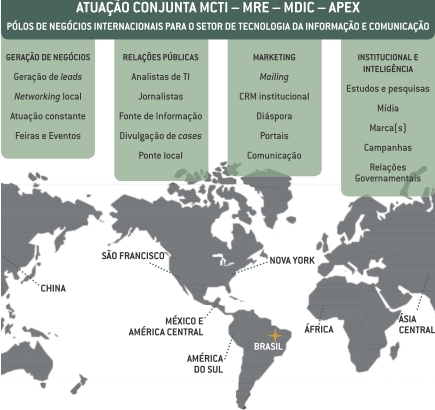 ATUAÇÃO CONJUNTA MCTI – MRE – MDIC – APEX
PÓLOS DE NEGÓCIOS INTERNACIONAIS PARA O SETOR DE TECNOLOGIA DA INFORMAÇÃO E COMUNICAÇÃO
GERAÇÃO DE NEGÓCIOS
Geração de leads
Networking local
Atuação constante
Feiras e Eventos
RELAÇÕES PÚBLICAS
Analistas de TI
Jornalistas
Fonte de Informação
Divulgação de cases
Ponte local
MARKETING
Mailing
CRM institucional
Diáspora
Portais
Comunicação
INSTITUCIONAL E
INTELIGÊNCIA
Estudos e pesquisas
Mídia
Marca(s)
Campanhas
Relações
Governamentais
SÃO FRANCISCO
NOVA YORK
CHINA
MÉXICO E
AMÉRICA CENTRAL
AMÉRICA
DO SUL
BRASIL
ÁFRICA
ÁSIA
CENTRAL